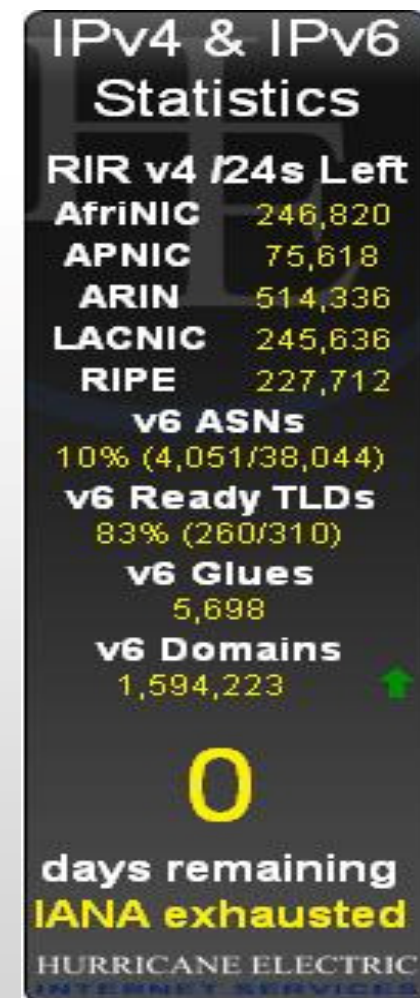 IPv4 & IPv6
Statistics
RIR v4 /24s Left
AfriNIC 246,820
APNIC 75,618
ARIN 514,336
LACNIC 245,636
RIPE 227,712
v6 ASNs
10% (4,051/38,044)
v6 Ready TLDs
83% (260/310)
v6 Glues
5,698
v6 Domains
1,594,223
0
days remaining
IANA exhausted
HURRICANE ELECTRIC
INTERNET SERVICES